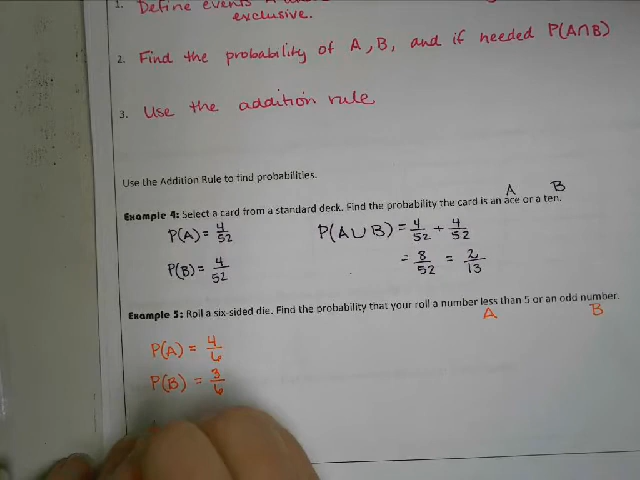 1. Define events
exclusive.
2. Find the probability of A, B, and if needed P(A∩B)
3. Use the addition rule
Use the Addition Rule to find probabilities.
A B
Example 4: Select a card from a standard deck. Find the probability the card is an ace or a ten.
P(A) = 4/52 P(A∪B) = 4/52 + 4/52
P(B) = 4/52 = 8/52 = 2/13
Example 5: Roll a six-sided die. Find the probability that your roll a number less than 5 or an odd number.
A B
P(A) = 4/6
P(B) = 3/6